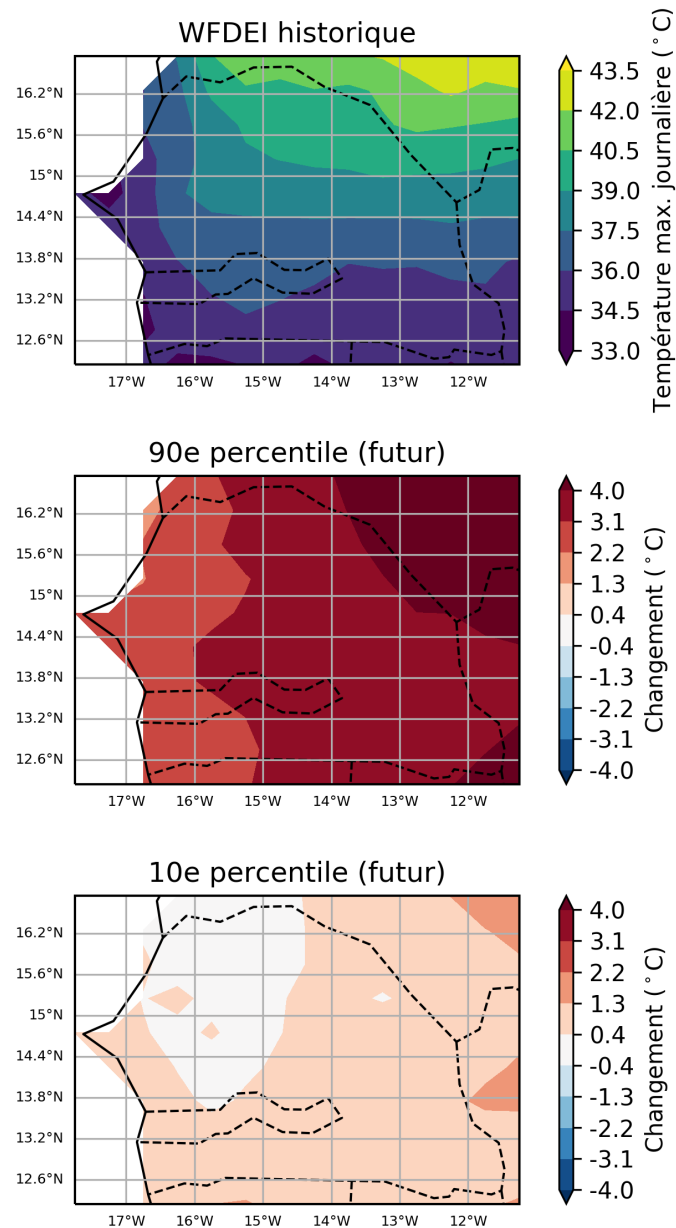 WFDEI historique
16.2°N
15.6°N
15°N
14.4°N
13.8°N
13.2°N
12.6°N
17°W 16°W 15°W 14°W 13°W 12°W
43.5
42.0
40.5
39.0
37.5
36.0
34.5
33.0
Température max. journalière (°C)
90e percentile (futur)
16.2°N
15.6°N
15°N
14.4°N
13.8°N
13.2°N
12.6°N
17°W 16°W 15°W 14°W 13°W 12°W
4.0
3.1
2.2
1.3
0.4
-0.4
-1.3
-2.2
-3.1
-4.0
Changement (°C)
10e percentile (futur)
16.2°N
15.6°N
15°N
14.4°N
13.8°N
13.2°N
12.6°N
17°W 16°W 15°W 14°W 13°W 12°W
4.0
3.1
2.2
1.3
0.4
-0.4
-1.3
-2.2
-3.1
-4.0
Changement (°C)